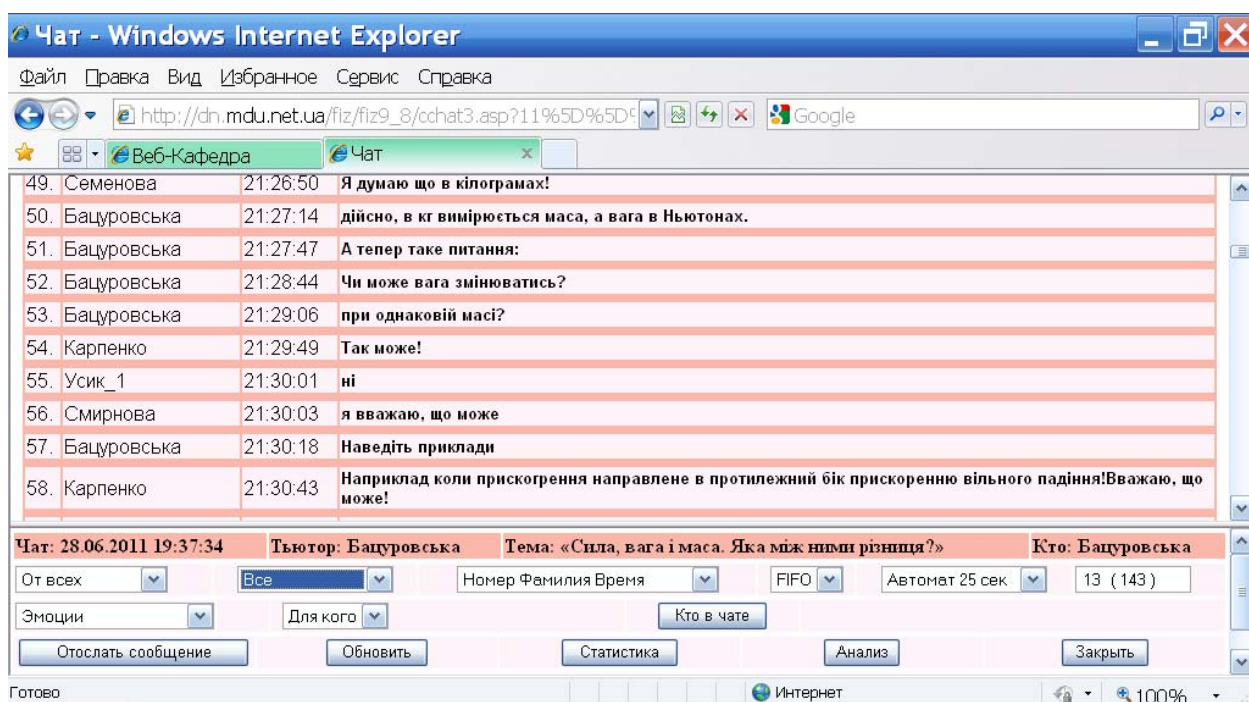 Чат - Windows Internet Explorer
Файл Правка Вид Избранное Сервис Справка
http://dn.mdu.net.ua/fiz/fiz9_8/cchat3.asp?11%5D%5D% Google
Веб-Кафедра Чат
49. Семенова 21:26:50 Я думаю що в кілограмах!
50. Бацуровська 21:27:14 дійсно, в кг вимірюється маса, а вага в Ньютонах.
51. Бацуровська 21:27:47 А тепер таке питання:
52. Бацуровська 21:28:44 Чи може вага змінюватись?
53. Бацуровська 21:29:06 при однаковій масі?
54. Карпенко 21:29:49 Так може!
55. Усик_1 21:30:01 ні
56. Смирнова 21:30:03 я вважаю, що може
57. Бацуровська 21:30:18 Наведіть приклади
58. Карпенко 21:30:43 Наприклад коли прискогрення направлене в протилежний бік прискоренню вільного падіння!Вважаю, що
може!
Чат: 28.06.2011 19:37:34 Тьютор: Бацуровська Тема: «Сила, вага і маса. Яка між ними різниця?» Кто: Бацуровська
От всех Все Номер Фамилия Время FIFO Автомат 25 сек 13 (143)
Эмоции Для кого Кто в чате
Отослать сообщение Обновить Статистика Анализ Закрыть
Готово Интернет 100%